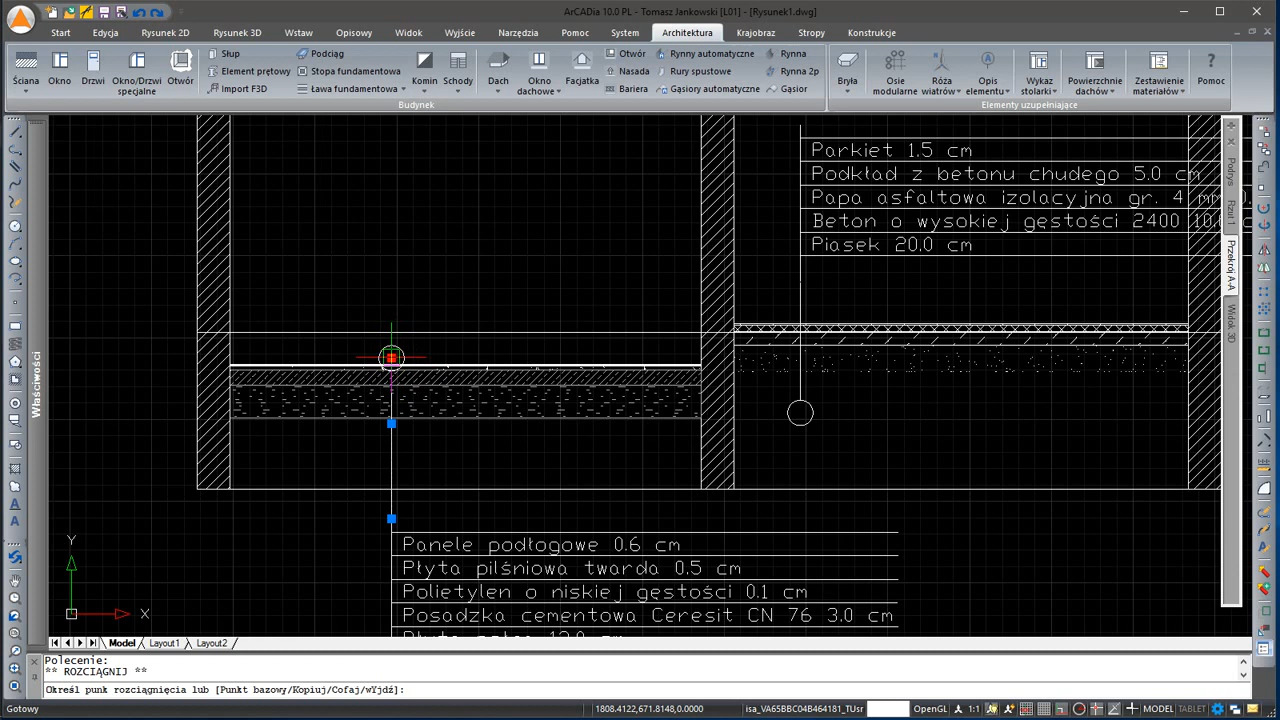 ArCADia 10.0 PL - Tomasz Jankowski [L01] - [Rysunek1.dwg]
Start Edycja Rysunek 2D Rysunek 3D Wstaw Opisowy Widok Wyjście Narzędzia Pomoc System Architektura Krajobraz Stropy Konstrukcje
Ściana Okno Drzwi Okno/Drzwi specjalne Otwór
Słup
Element prętowy
Import F3D
Podciąg
Stopa fundamentowa
Ława fundamentowa
Komin Schody Dach Okno dachowe Facjatka
Otwór
Nasada
Bariera
Rynny automatyczne
Rury spustowe
Gąsiory automatyczne
Rynna
Rynna 2p
Gąsior
Bryła Osie modularne Róża wiatrów Opis elementu Wykaz stolarki Powierzchnie dachów Zestawienie materiałów Pomoc
Budynek Elementy uzupełniające
Właściwości
Parkiet 1.5 cm
Podkład z betonu chudego 5.0 cm
Papa asfaltowa izolacyjna gr. 4 mm
Beton o wysokiej gęstości 2400 10.
Piasek 20.0 cm
Podrys
Rzut 1
Przekrój A-A
Widok 3D
Panele podłogowe 0.6 cm
Płyta pilśniowa twarda 0.5 cm
Polietylen o niskiej gęstości 0.1 cm
Posadzka cementowa Ceresit CN 76 3.0 cm
Y
X
Model Layout1 Layout2
Polecenie:
** ROZCIĄGNIJ **
Określ punk rozciągnięcia lub [Punkt bazowy/Kopiuj/Cofaj/wYjdź]:
Gotowy 1808.4122,671.8148,0.0000 isa_VA65BBC04B464181_TUsr OpenGL 1:1 MODEL TABLET